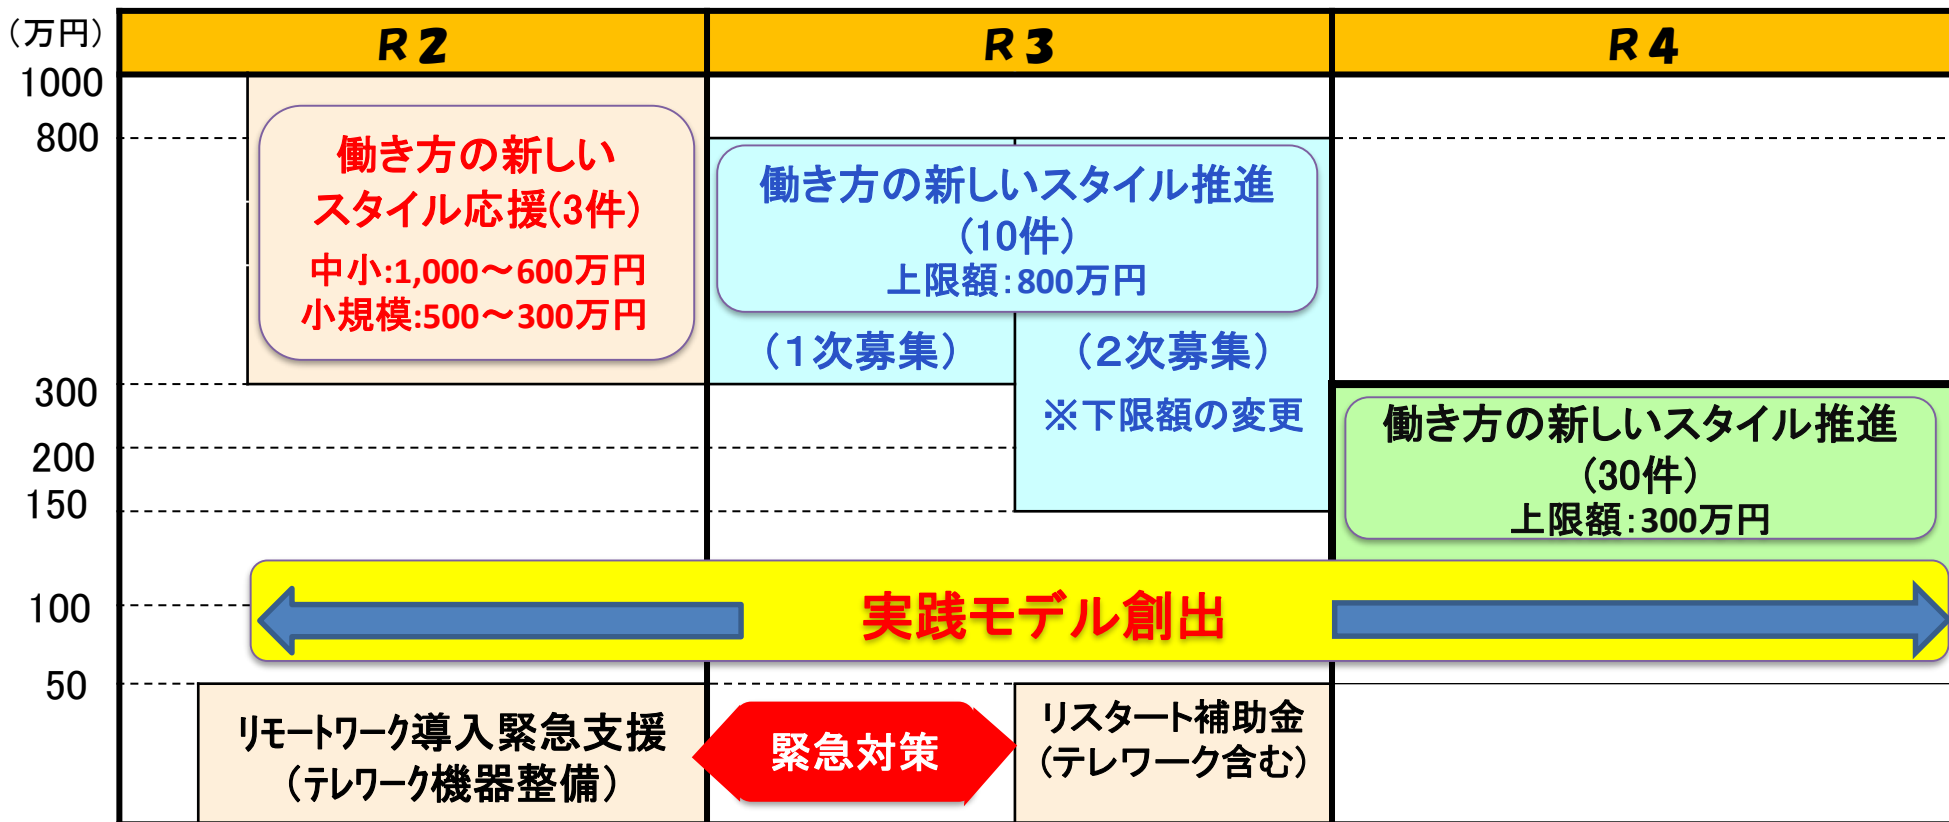 (万円)
R2
R3
R4
1000
800
300
200
150
100
50
働き方の新しい
スタイル応援(3件)
中小:1,000～600万円
小規模:500～300万円
働き方の新しいスタイル推進
(10件)
上限額：800万円
(1次募集)
(2次募集)
※下限額の変更
働き方の新しいスタイル推進
(30件)
上限額：300万円
実践モデル創出
リモートワーク導入緊急支援
(テレワーク機器整備)
緊急対策
リスタート補助金
(テレワーク含む)